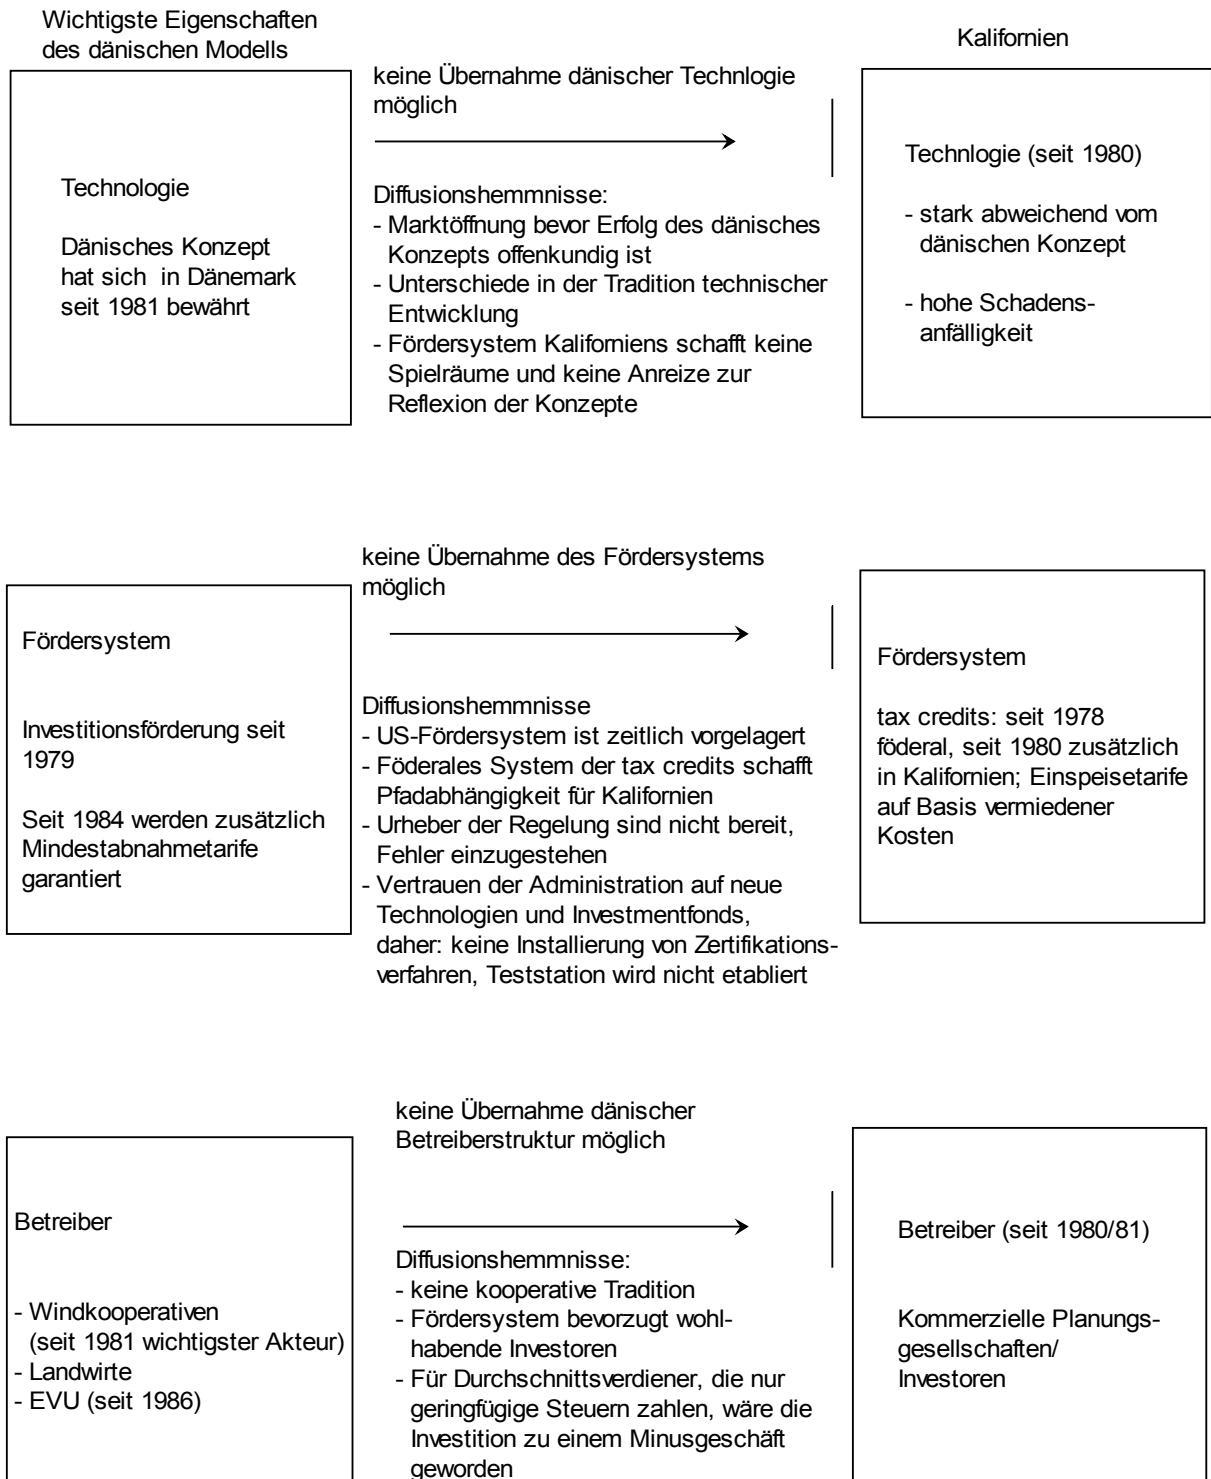 Wichtigste Eigenschaften
des dänischen Modells
Kalifornien
Technologie
Dänisches Konzept
hat sich in Dänemark
seit 1981 bewährt
keine Übernahme dänischer Technlogie
möglich
Diffusionshemmnisse:
- Marktöffnung bevor Erfolg des dänisches
Konzepts offenkundig ist
- Unterschiede in der Tradition technischer
Entwicklung
- Fördersystem Kaliforniens schafft keine
Spielräume und keine Anreize zur
Reflexion der Konzepte
Technlogie (seit 1980)
- stark abweichend vom
dänischen Konzept
- hohe Schadens-
anfälligkeit
Fördersystem
Investitionsförderung seit
1979
Seit 1984 werden zusätzlich
Mindestabnahmetarife
garantiert
keine Übernahme des Fördersystems
möglich
Diffusionshemmnisse
- US-Fördersystem ist zeitlich vorgelagert
- Föderales System der tax credits schafft
Pfadabhängigkeit für Kalifornien
- Urheber der Regelung sind nicht bereit,
Fehler einzugestehen
- Vertrauen der Administration auf neue
Technologien und Investmentfonds,
daher: keine Installierung von Zertifikations-
verfahren, Teststation wird nicht etabliert
Fördersystem
tax credits: seit 1978
föderal, seit 1980 zusätzlich
in Kalifornien; Einspeisetarife
auf Basis vermiedener
Kosten
Betreiber
- Windkooperativen
(seit 1981 wichtigster Akteur)
- Landwirte
- EVU (seit 1986)
keine Übernahme dänischer
Betreiberstruktur möglich
Diffusionshemmnisse:
- keine kooperative Tradition
- Fördersystem bevorzugt wohl-
habende Investoren
- Für Durchschnittsverdiener, die nur
geringfügige Steuern zahlen, wäre die
Investition zu einem Minusgeschäft
geworden
Betreiber (seit 1980/81)
Kommerzielle Planungs-
gesellschaften/
Investoren